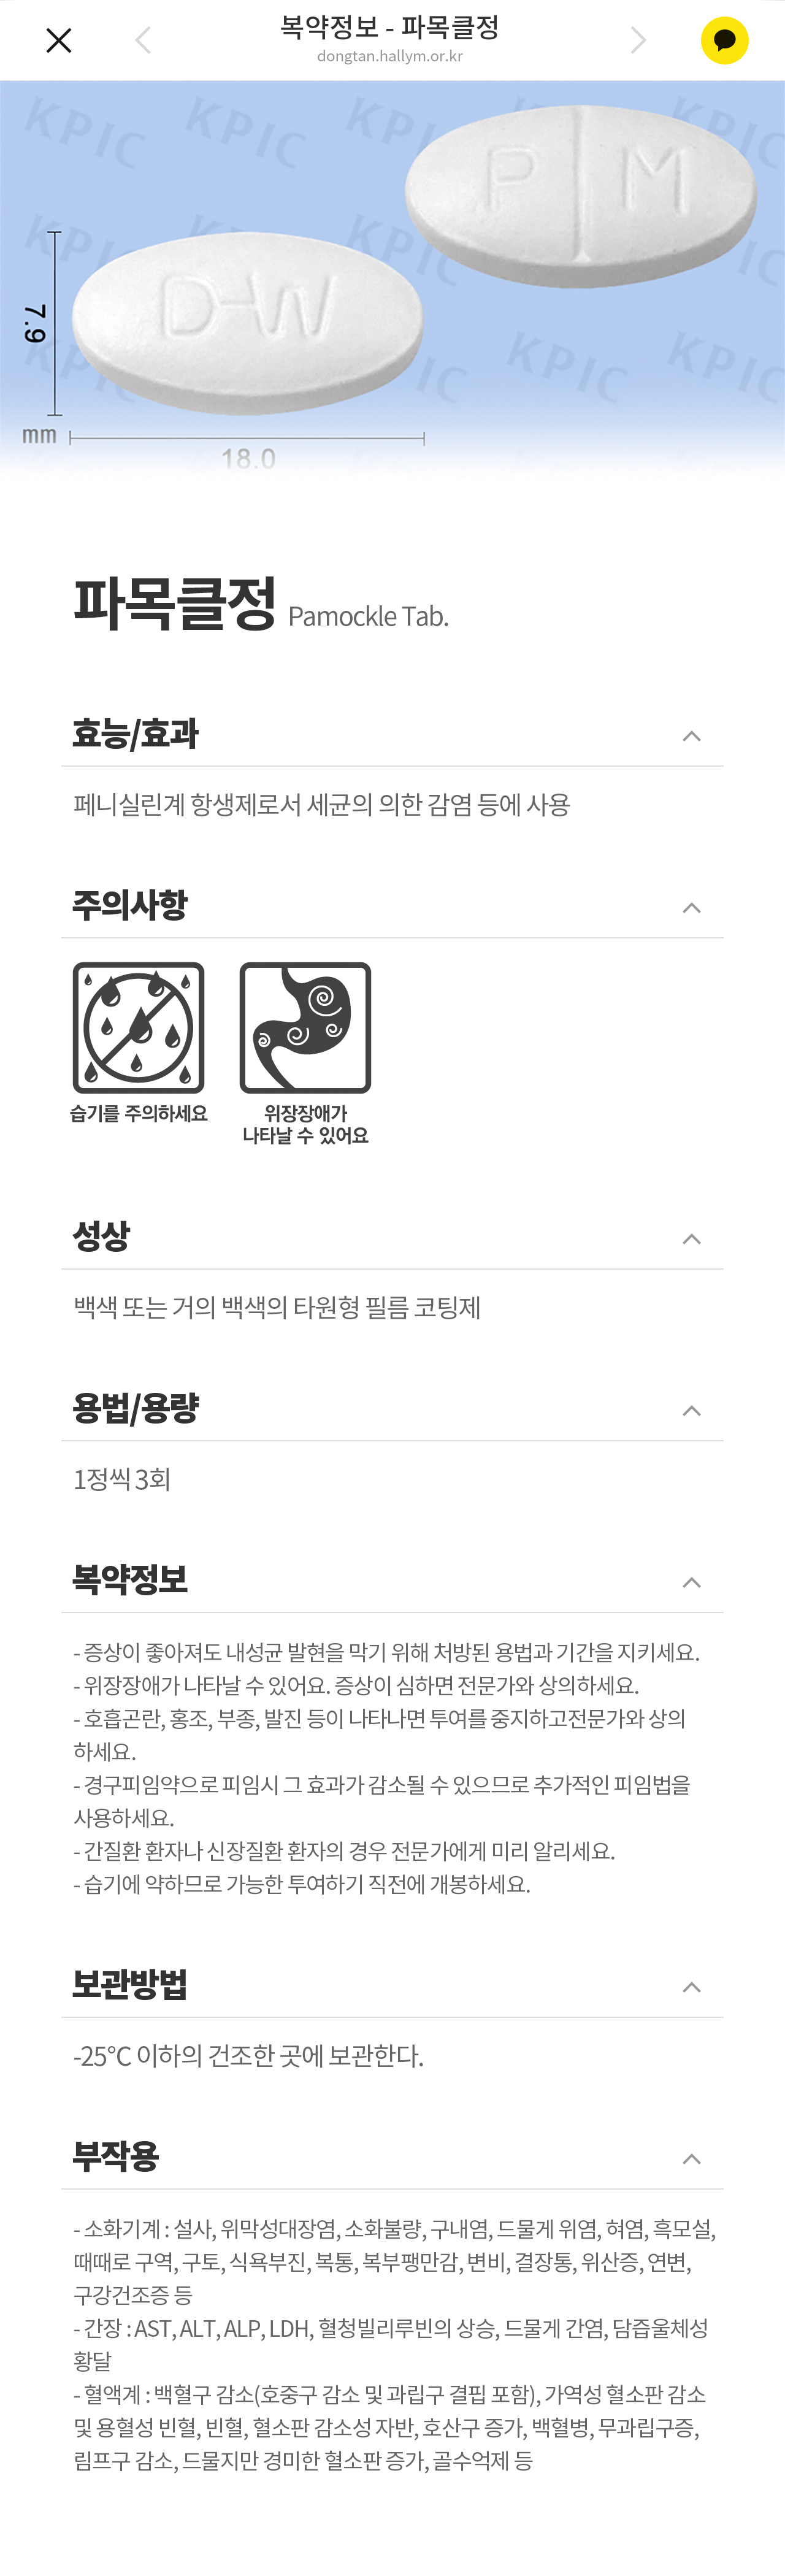 복약정보 - 파목클정
dongtan.hallym.or.kr
KPIC KPIC KPIC KPIC
P M
KPIC KPIC KPIC KPIC
D-W
7.9
KPIC KPIC KPIC KPIC
mm
18.0
파목클정 Pamockle Tab.
효능/효과
페니실린계 항생제로서 세균의 의한 감염 등에 사용
주의사항
습기를 주의하세요
위장장애가
나타날 수 있어요
성상
백색 또는 거의 백색의 타원형 필름 코팅제
용법/용량
1정씩 3회
복약정보
- 증상이 좋아져도 내성균 발현을 막기 위해 처방된 용법과 기간을 지키세요.
- 위장장애가 나타날 수 있어요. 증상이 심하면 전문가와 상의하세요.
- 호흡곤란, 홍조, 부종, 발진 등이 나타나면 투여를 중지하고전문가와 상의
하세요.
- 경구피임약으로 피임시 그 효과가 감소될 수 있으므로 추가적인 피임법을
사용하세요.
- 간질환 환자나 신장질환 환자의 경우 전문가에게 미리 알리세요.
- 습기에 약하므로 가능한 투여하기 직전에 개봉하세요.
보관방법
-25℃ 이하의 건조한 곳에 보관한다.
부작용
- 소화기계 : 설사, 위막성대장염, 소화불량, 구내염, 드물게 위염, 혀염, 흑모설,
때때로 구역, 구토, 식욕부진, 복통, 복부팽만감, 변비, 결장통, 위산증, 연변,
구강건조증 등
- 간장 : AST, ALT, ALP, LDH, 혈청빌리루빈의 상승, 드물게 간염, 담즙울체성
황달
- 혈액계 : 백혈구 감소(호중구 감소 및 과립구 결핍 포함), 가역성 혈소판 감소
및 용혈성 빈혈, 빈혈, 혈소판 감소성 자반, 호산구 증가, 백혈병, 무과립구증,
림프구 감소, 드물지만 경미한 혈소판 증가, 골수억제 등